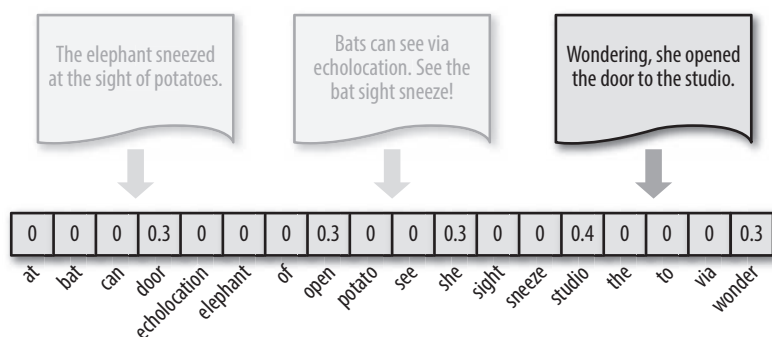 The elephant sneezed
at the sight of potatoes.
Bats can see via
echolocation. See the
bat sight sneeze!
Wondering, she opened
the door to the studio.
0 0 0 0.3 0 0 0 0.3 0 0 0.3 0 0 0.4 0 0 0 0.3
at bat can door echolocation elephant of open potato see she sight sneeze studio the to via wonder